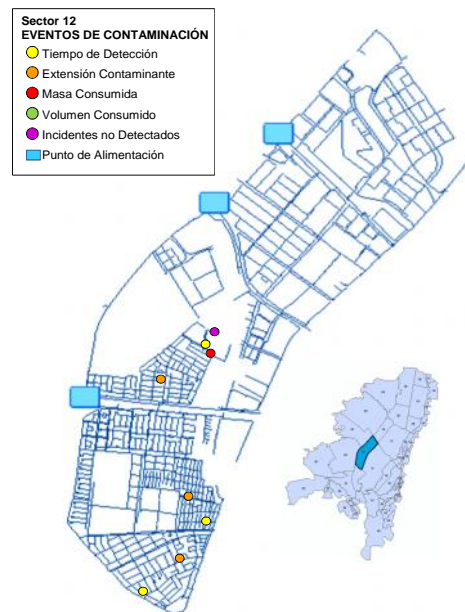 Sector 12
EVENTOS DE CONTAMINACIÓN
Tiempo de Detección
Extensión Contaminante
Masa Consumida
Volumen Consumido
Incidentes no Detectados
Punto de Alimentación